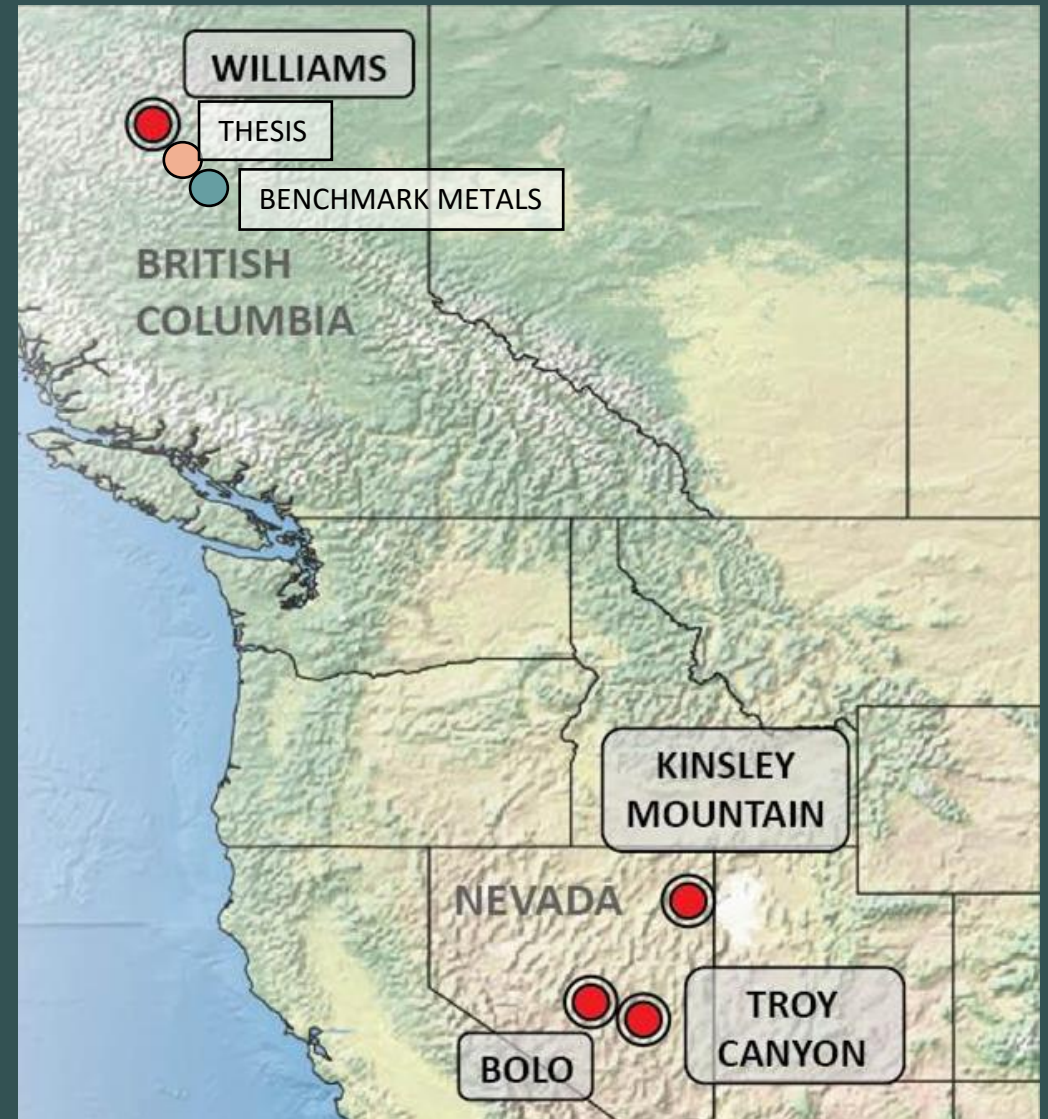 WILLIAMS
THESIS
BENCHMARK METALS
BRITISH
COLUMBIA
KINSLEY
MOUNTAIN
NEVADA
TROY
CANYON
BOLO